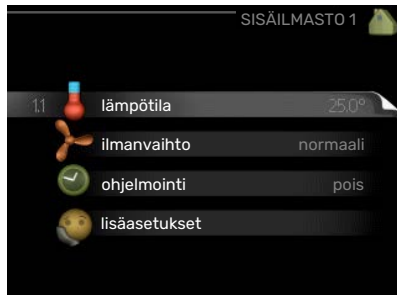 SISÄILMASTO 1
1.1 lämpötila 25.0°
ilmanvaihto normaali
ohjelmointi pois
lisäasetukset